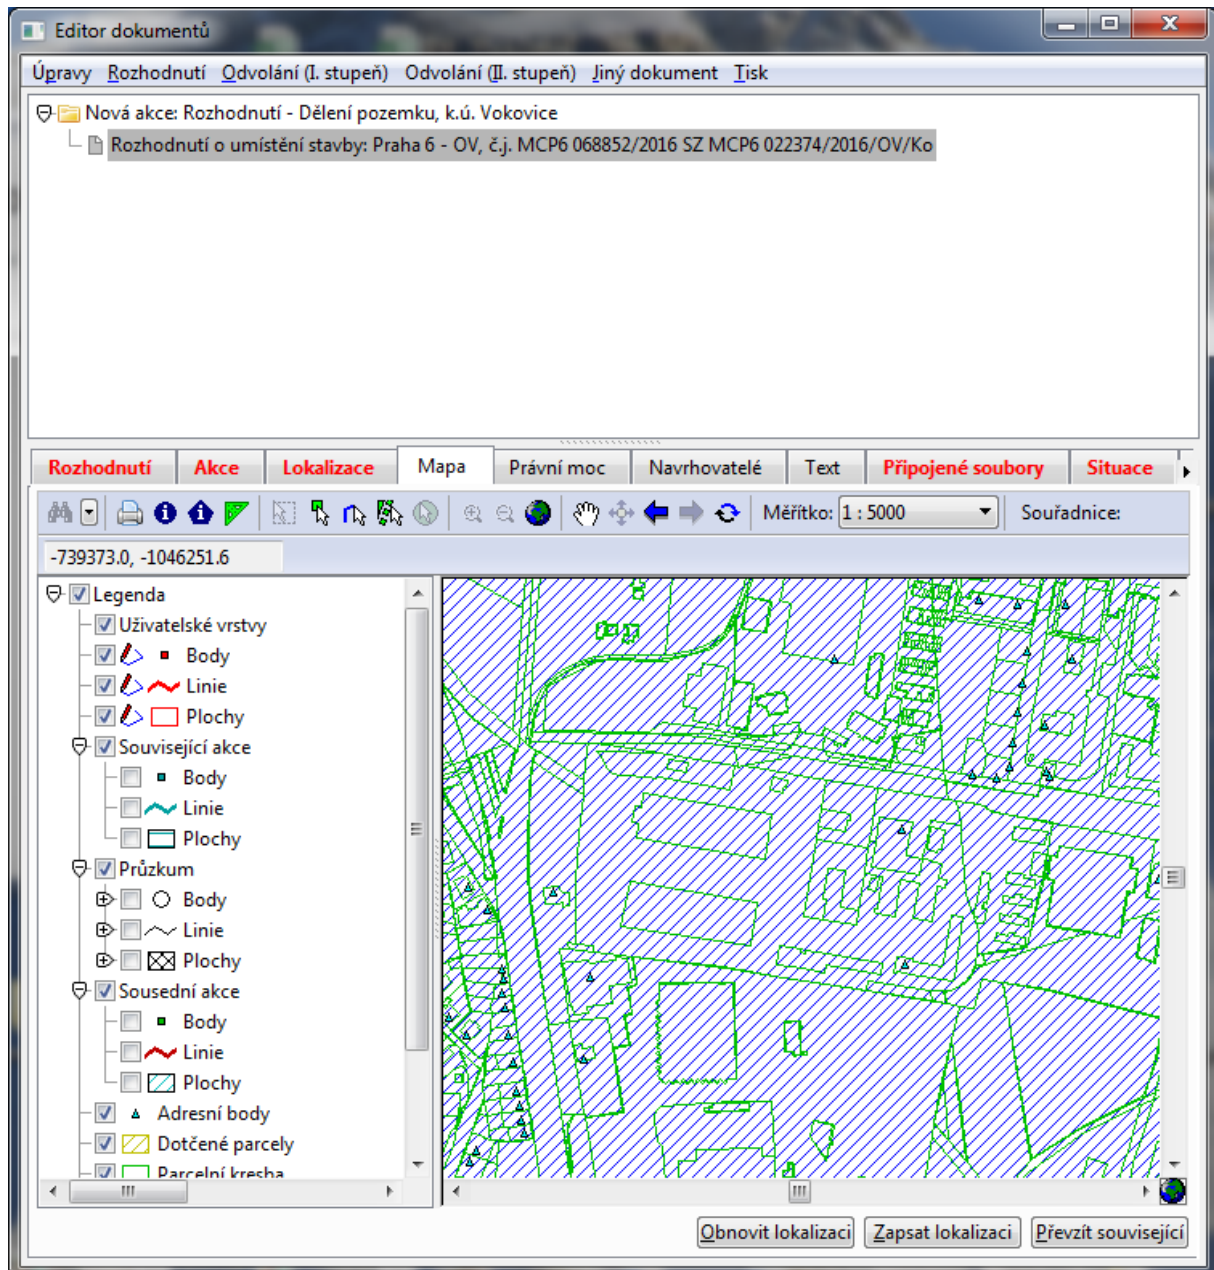 Editor dokumentů
Úpravy Rozhodnutí Odvolání (I. stupeň) Odvolání (II. stupeň) Jiný dokument Tisk
Nová akce: Rozhodnutí - Dělení pozemku, k.ú. Vokovice
Rozhodnutí o umístění stavby: Praha 6 - OV, č.j. MCP6 068852/2016 SZ MCP6 022374/2016/OV/Ko
Rozhodnutí Akce Lokalizace Mapa Právní moc Navrhovatelé Text Připojené soubory Situace
Měřítko: 1 : 5000 Souřadnice:
-739373.0, -1046251.6
Legenda
Uživatelské vrstvy
Body
Linie
Plochy
Související akce
Body
Linie
Plochy
Průzkum
Body
Linie
Plochy
Sousední akce
Body
Linie
Plochy
Adresní body
Dotčené parcely
Parcelní kresba
Obnovit lokalizaci Zapsat lokalizaci Převzít související